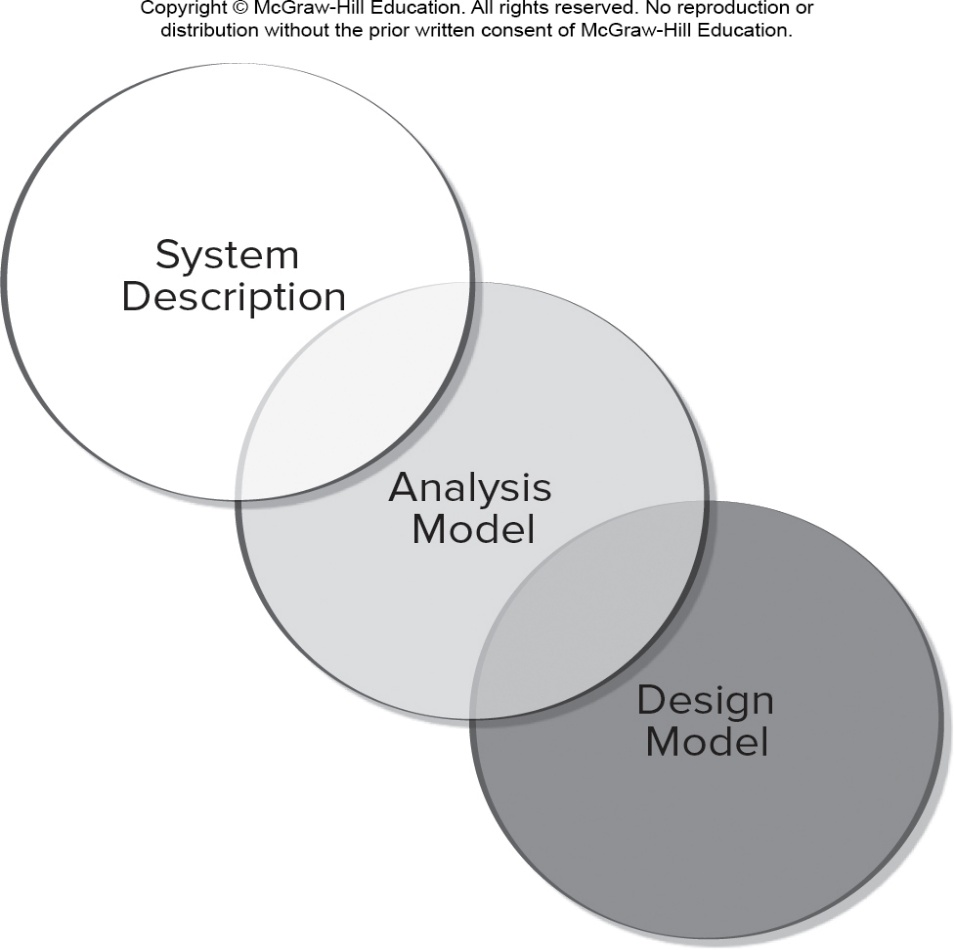 Copyright © McGraw-Hill Education. All rights reserved. No reproduction or
distribution without the prior written consent of McGraw-Hill Education.
System
Description
Analysis
Model
Design
Model